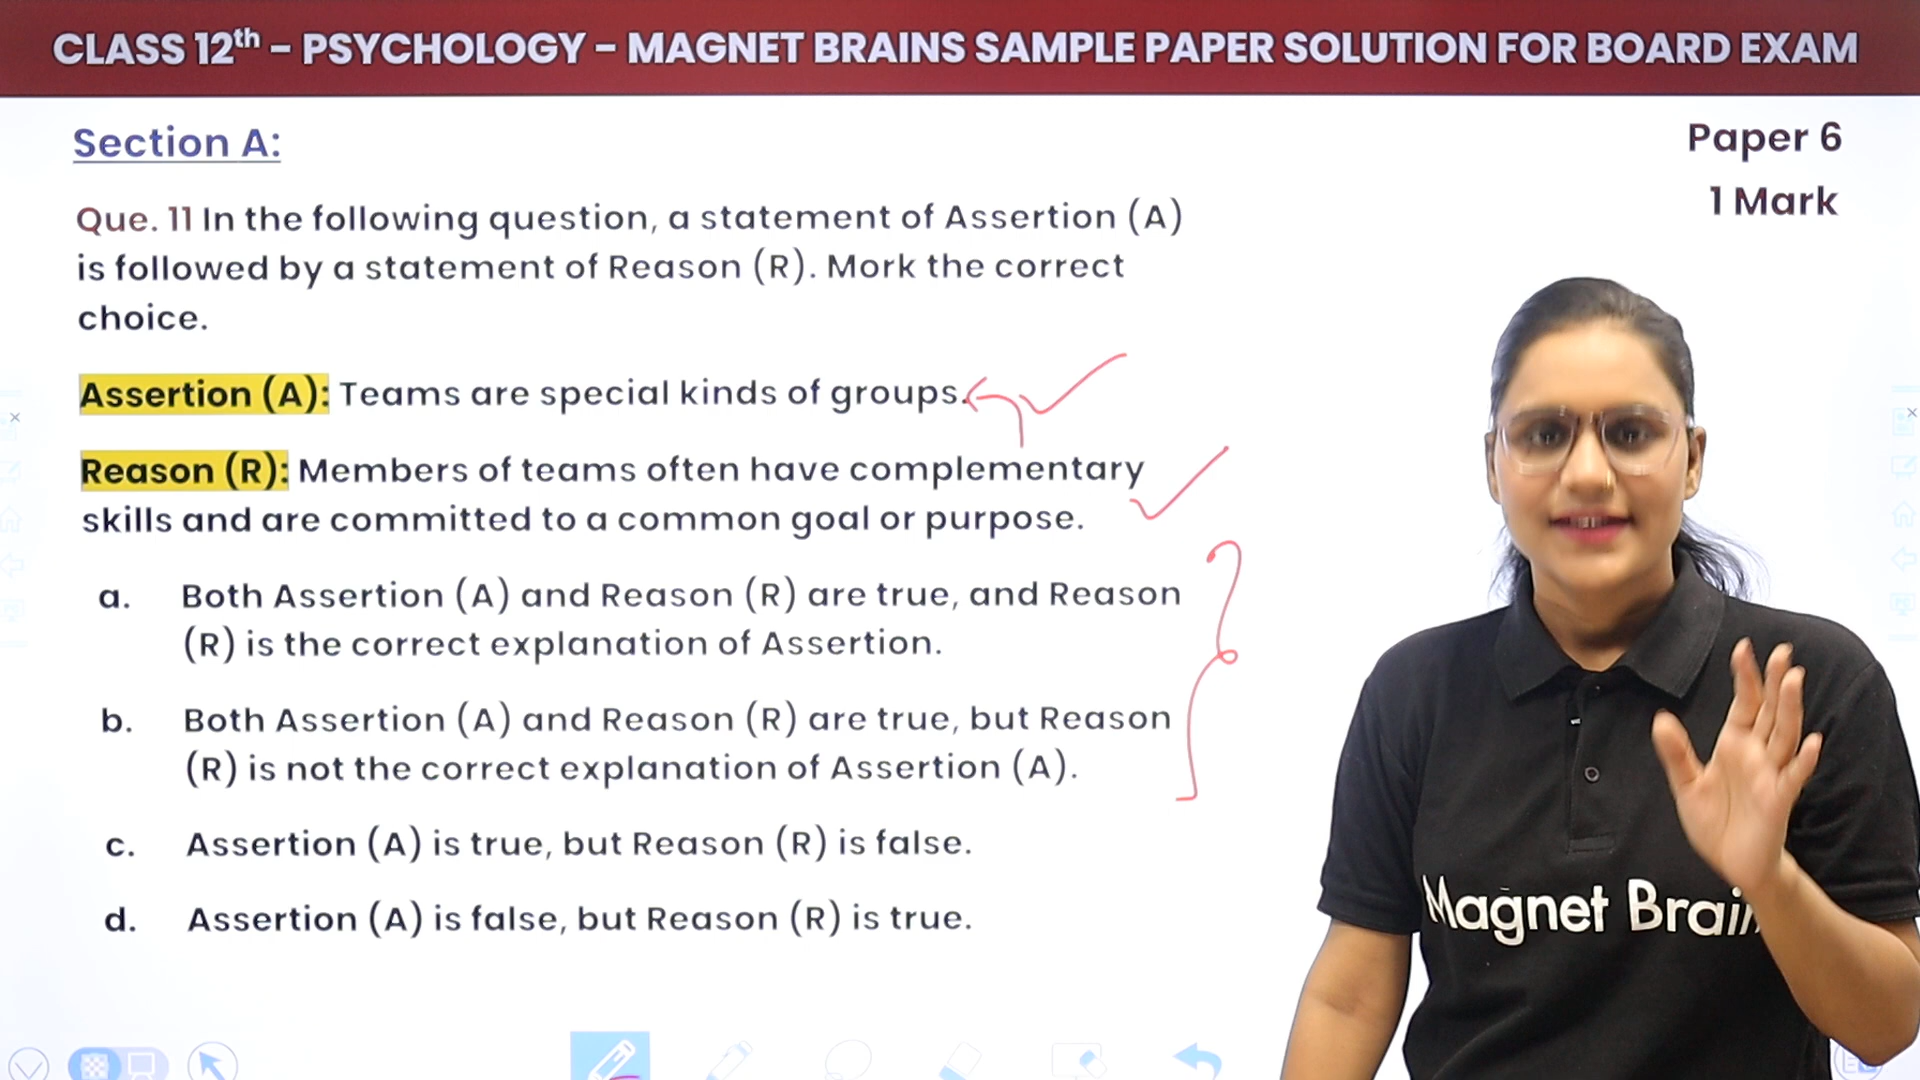 CLASS 12th – PSYCHOLOGY – MAGNET BRAINS SAMPLE PAPER SOLUTION FOR BOARD EXAM
Section A:
Paper 6
1 Mark
Que. 11 In the following question, a statement of Assertion (A)
is followed by a statement of Reason (R). Mork the correct
choice.
Assertion (A): Teams are special kinds of groups.
Reason (R): Members of teams often have complementary
skills and are committed to a common goal or purpose.
a. Both Assertion (A) and Reason (R) are true, and Reason
(R) is the correct explanation of Assertion.
b. Both Assertion (A) and Reason (R) are true, but Reason
(R) is not the correct explanation of Assertion (A).
c. Assertion (A) is true, but Reason (R) is false.
d. Assertion (A) is false, but Reason (R) is true.
Magnet Brain